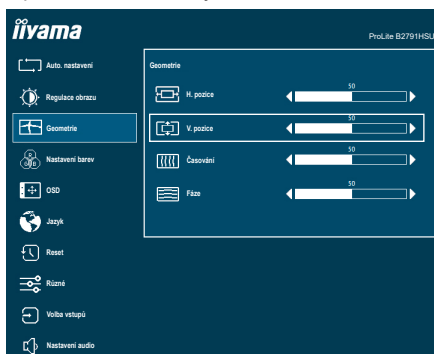 iiyama
ProLite B2791HSU
Auto. nastavení
Regulace obrazu
Geometrie
Nastavení barev
OSD
Jazyk
Reset
Různé
Volba vstupů
Nastavení audio
Geometrie
H. pozice
50
V. pozice
50
Časování
50
Fáze
50